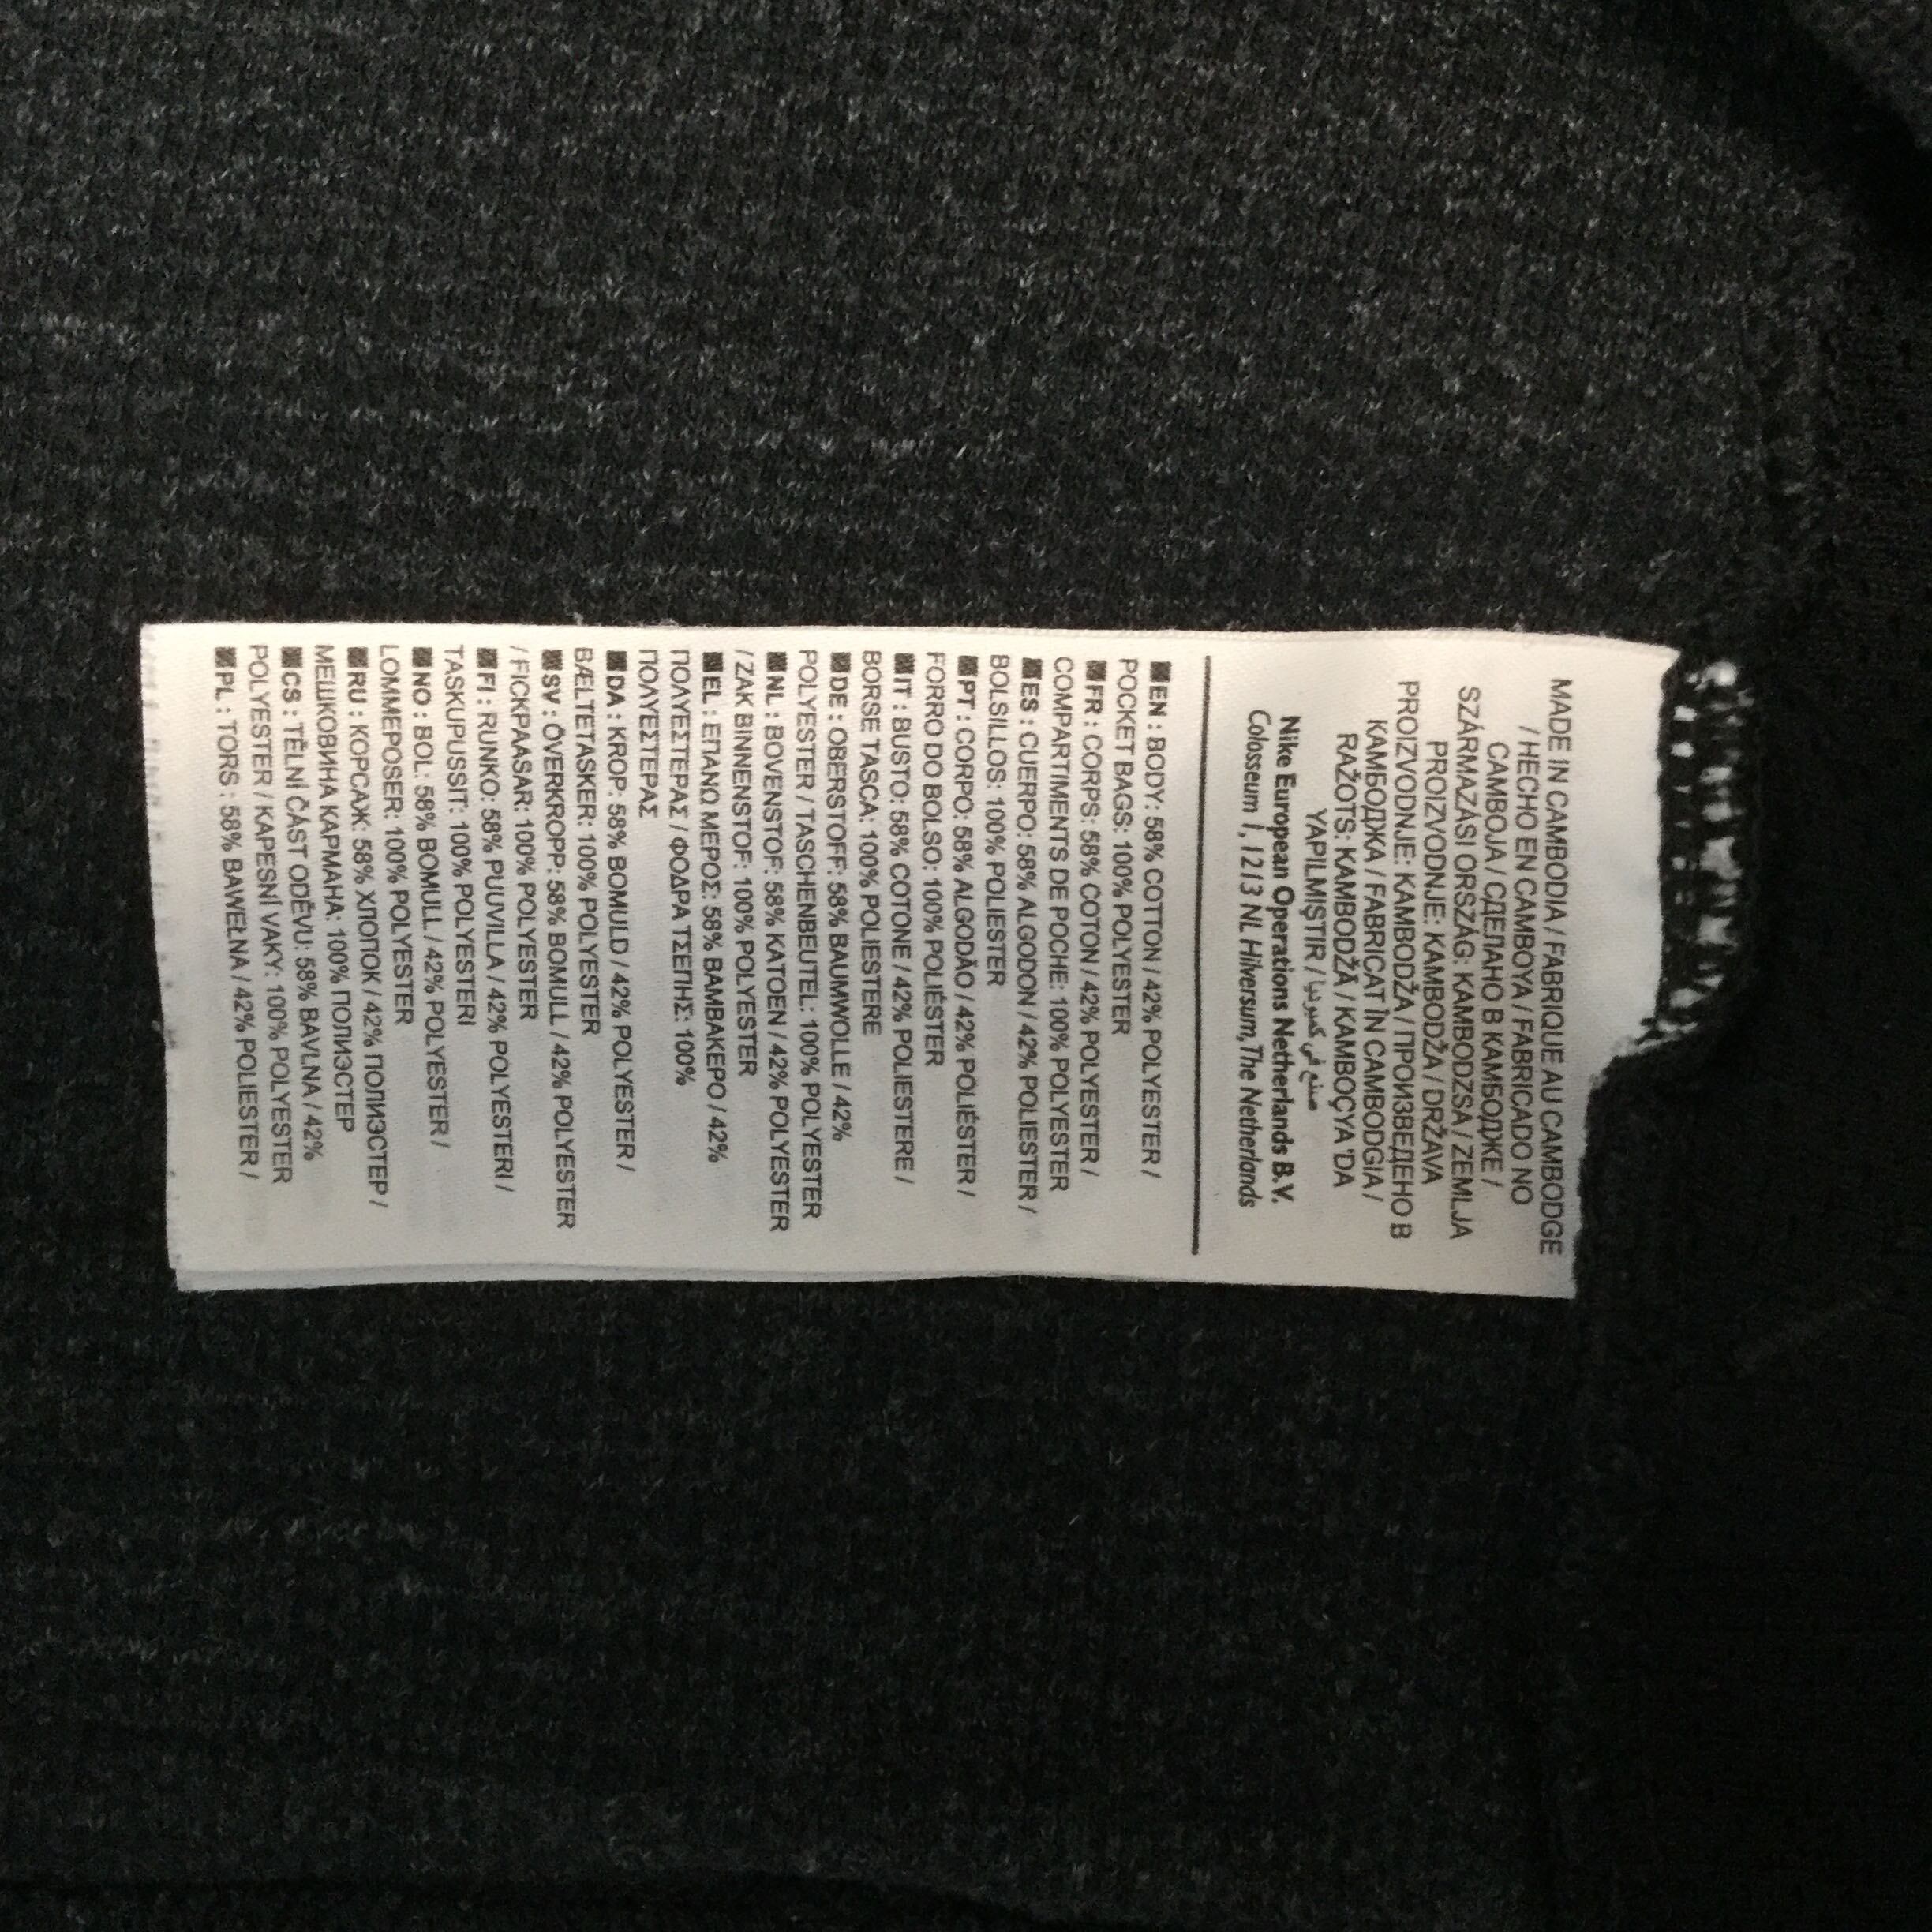 MADE IN CAMBODIA / FABRIQUE AU CAMBODGE
/ HECHO EN CAMBOYA / FABRICADO NO
CAMBOJA / СДЕЛАНО В КАМБОДЖЕ /
SZÁRMAZÁSI ORSZÁG: KAMBODZSA / ZEMLJA
PROIZVODNJE: KAMBODŽA / DRŽAVA
PROIZVODNJE: KAMBODŽA / ПРОИЗВЕДЕНО В
КАМБОДЖА / FABRICAT ÎN CAMBODGIA /
RAŽOTS: KAMBODŽĀ / KAMBOÇYA 'DA
YAPILMIŞTIR / صنع في كمبوديا
Nike European Operations Netherlands B.V.
Colosseum 1, 1213 NL Hilversum, The Netherlands
EN : BODY: 58% COTTON / 42% POLYESTER /
POCKET BAGS: 100% POLYESTER
FR : CORPS: 58% COTON / 42% POLYESTER /
COMPARTIMENTS DE POCHE: 100% POLYESTER
ES : CUERPO: 58% ALGODON / 42% POLIESTER /
BOLSILLOS: 100% POLIESTER
PT : CORPO: 58% ALGODÃO / 42% POLIÉSTER /
FORRO DO BOLSO: 100% POLIÉSTER
IT : BUSTO: 58% COTONE / 42% POLIESTERE /
BORSE TASCA: 100% POLIESTERE
DE : OBERSTOFF: 58% BAUMWOLLE / 42%
POLYESTER / TASCHENBEUTEL: 100% POLYESTER
NL : BOVENSTOF: 58% KATOEN / 42% POLYESTER
/ ZAK BINNENSTOF: 100% POLYESTER
EL : ΕΠΑΝΩ ΜΕΡΟΣ: 58% ΒΑΜΒΑΚΕΡΟ / 42%
ΠΟΛΥΕΣΤΕΡΑΣ / ΦΟΔΡΑ ΤΣΕΠΗΣ: 100%
ΠΟΛΥΕΣΤΕΡΑΣ
DA : KROP: 58% BOMULD / 42% POLYESTER /
BÆLTETASKER: 100% POLYESTER
SV : ÖVERKROPP: 58% BOMULL / 42% POLYESTER
/ FICKPAASAR: 100% POLYESTER
FI : RUNKO: 58% PUUVILLA / 42% POLYESTERI /
TASKUPUSSIT: 100% POLYESTERI
NO : BOL: 58% BOMULL / 42% POLYESTER /
LOMMEPOSER: 100% POLYESTER
RU : КОРСАЖ: 58% ХЛОПОК / 42% ПОЛИЭСТЕР /
МЕШКОВИНА КАРМАНА: 100% ПОЛИЭСТЕР
CS : TĚLNÍ ČÁST ODĚVU: 58% BAVLNA / 42%
POLYESTER / KAPESNÍ VAKY: 100% POLYESTER
PL : TORS : 58% BAWEŁNA / 42% POLIESTER /